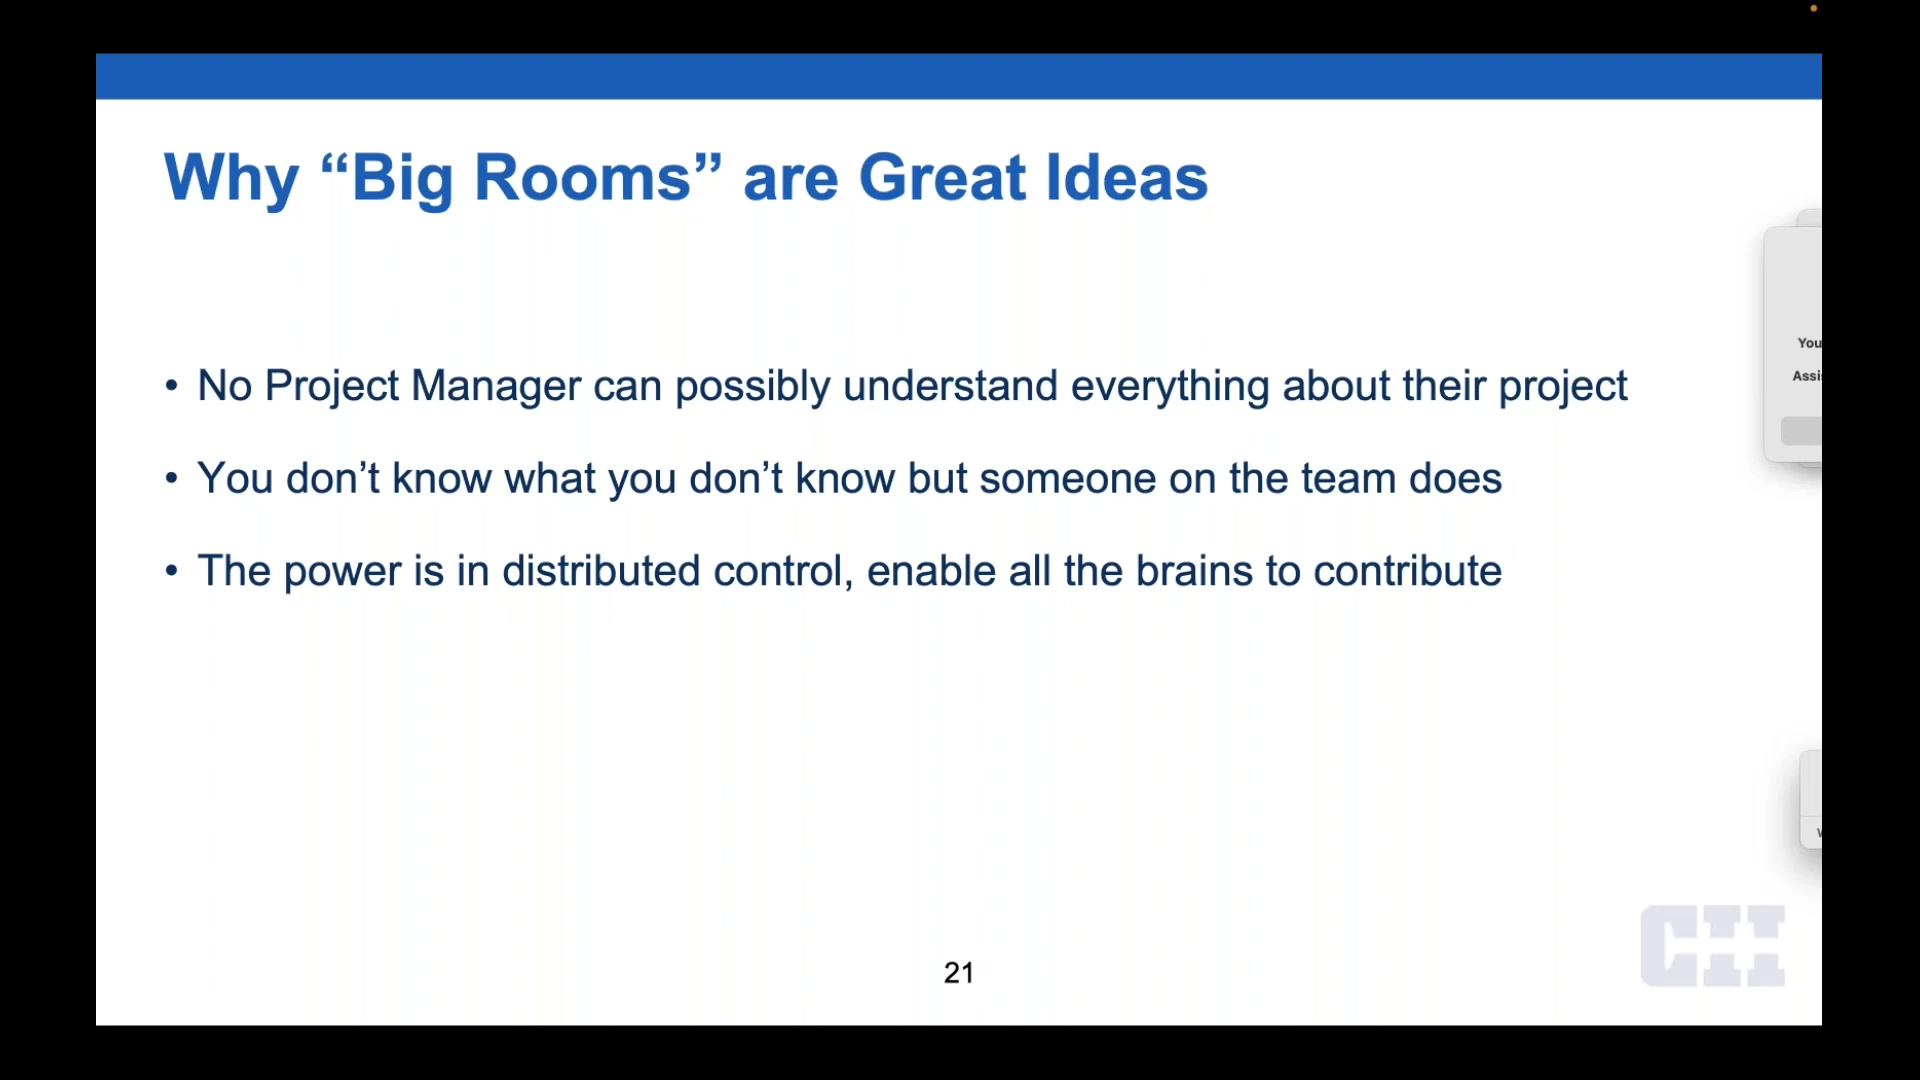 Why “Big Rooms” are Great Ideas
• No Project Manager can possibly understand everything about their project
• You don’t know what you don’t know but someone on the team does
• The power is in distributed control, enable all the brains to contribute
You
21
CII